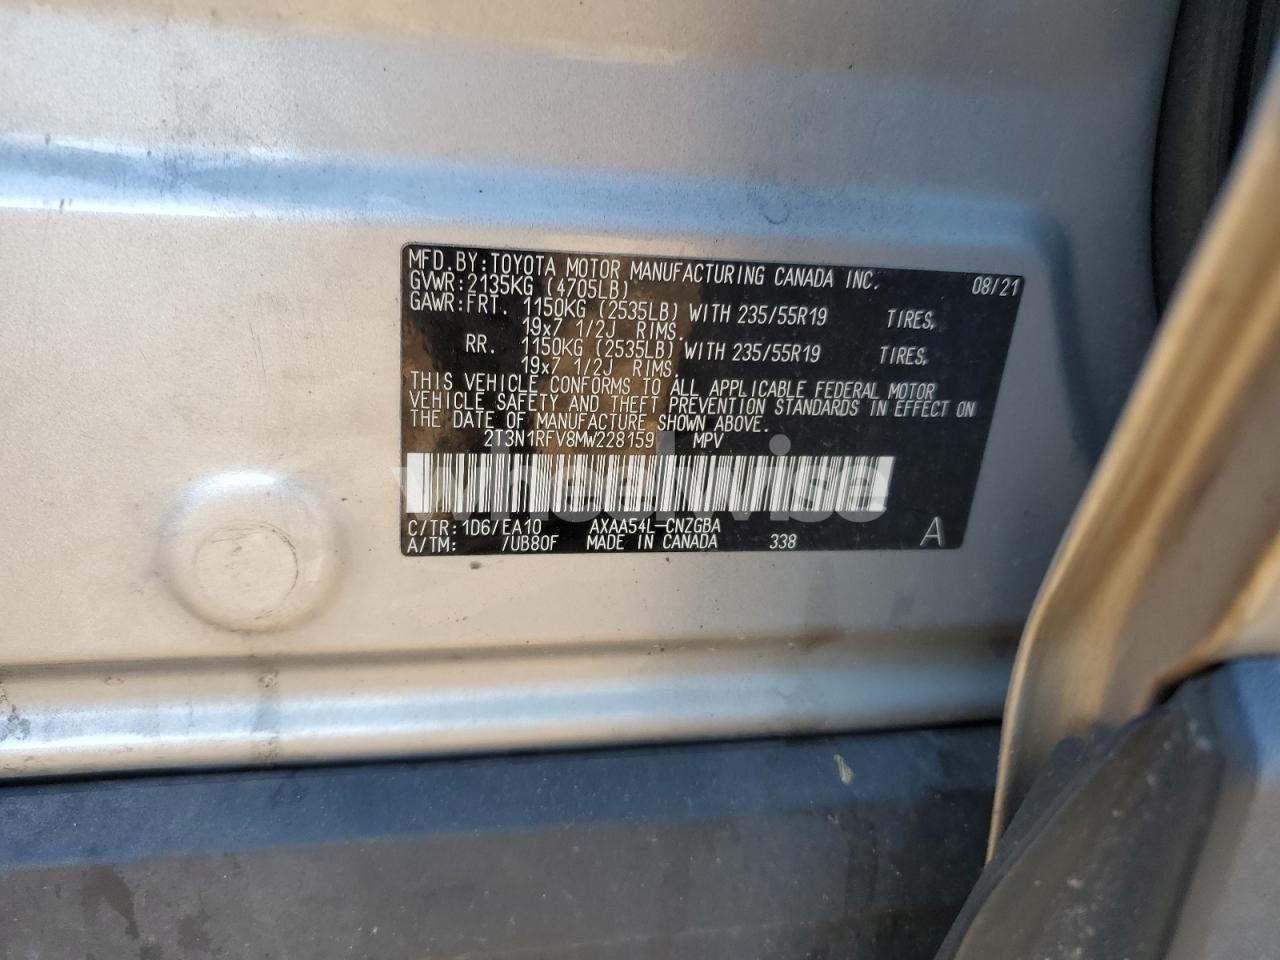 MFD.BY:TOYOTA MOTOR MANUFACTURING CANADA INC. 08/21
GVWR:2135KG (4705LB)
GAWR:FRT. 1150KG (2535LB) WITH 235/55R19 TIRES,
19x7 1/2J RIMS.
RR. 1150KG (2535LB) WITH 235/55R19 TIRES,
19x7 1/2J RIMS.
THIS VEHICLE CONFORMS TO ALL APPLICABLE FEDERAL MOTOR
VEHICLE SAFETY AND THEFT PREVENTION STANDARDS IN EFFECT ON
THE DATE OF MANUFACTURE SHOWN ABOVE.
2T3N1RFV8MW228159 MPV
wheelwise
C/TR:1D6/EA10 AXAA54L-CNZGBA
A/TM: /UB80F MADE IN CANADA 338 A